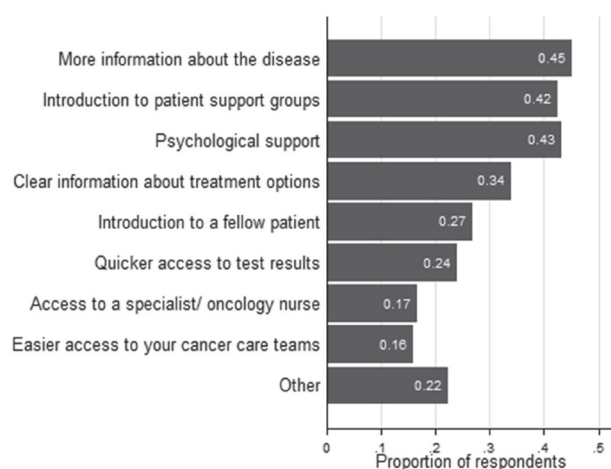 More information about the disease 0.45
Introduction to patient support groups 0.42
Psychological support 0.43
Clear information about treatment options 0.34
Introduction to a fellow patient 0.27
Quicker access to test results 0.24
Access to a specialist/ oncology nurse 0.17
Easier access to your cancer care teams 0.16
Other 0.22
0 .1 .2 .3 .4 .5
Proportion of respondents